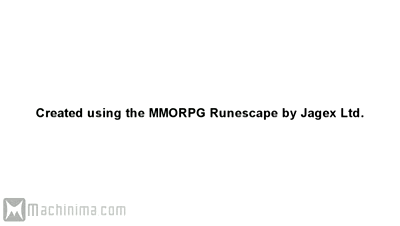 Created using the MMORPG Runescape by Jagex Ltd.
Machinima.com